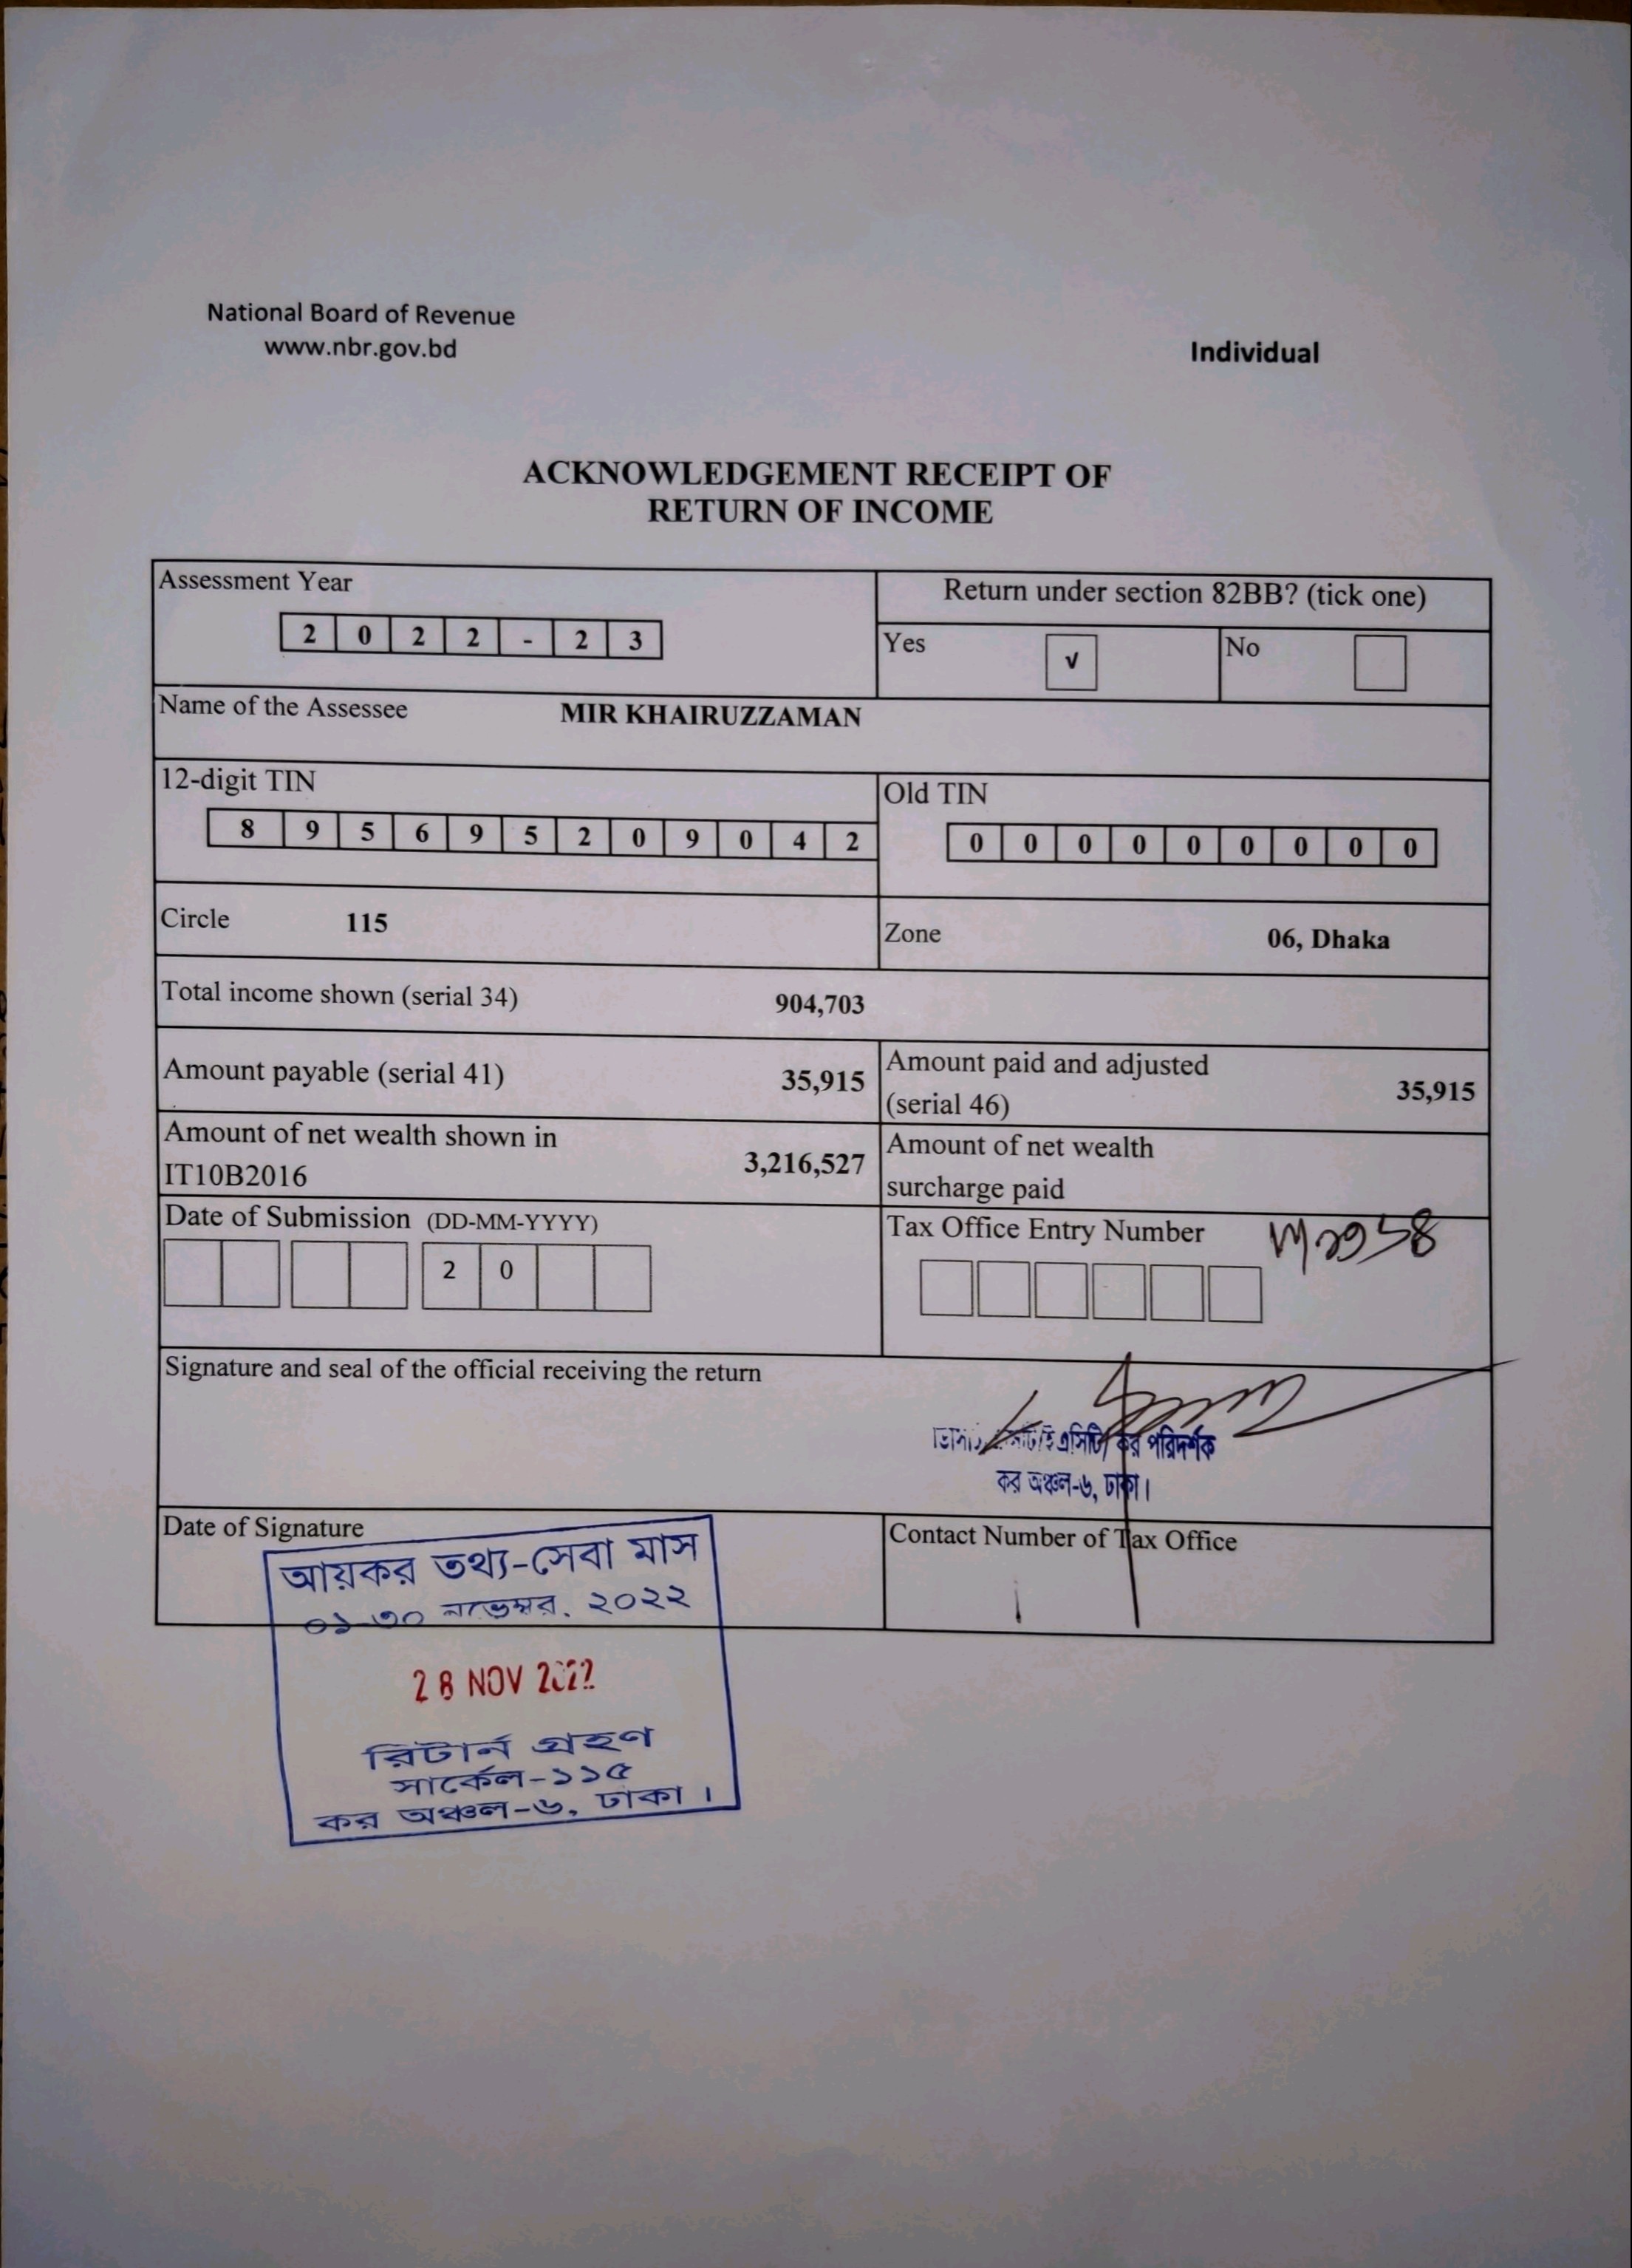 National Board of Revenue
www.nbr.gov.bd
Individual
ACKNOWLEDGEMENT RECEIPT OF
RETURN OF INCOME
Assessment Year
2 0 2 2 - 2 3
Return under section 82BB? (tick one)
Yes √ No
Name of the Assessee MIR KHAIRUZZAMAN
12-digit TIN
8 9 5 6 9 5 2 0 9 0 4 2
Old TIN
0 0 0 0 0 0 0 0 0
Circle 115
Zone 06, Dhaka
Total income shown (serial 34) 904,703
Amount payable (serial 41) 35,915
Amount paid and adjusted
(serial 46) 35,915
Amount of net wealth shown in
IT10B2016 3,216,527
Amount of net wealth
surcharge paid
Date of Submission (DD-MM-YYYY)
2 0
Tax Office Entry Number
Signature and seal of the official receiving the return
কর পরিদর্শক
কর অঞ্চল-৬, ঢাকা।
Date of Signature
Contact Number of Tax Office
আয়কর তথ্য-সেবা মাস
০১-৩০ নভেম্বর, ২০২২
28 NOV 2022
রিটার্ন গ্রহণ
সার্কেল-১১৫
কর অঞ্চল-৬, ঢাকা।